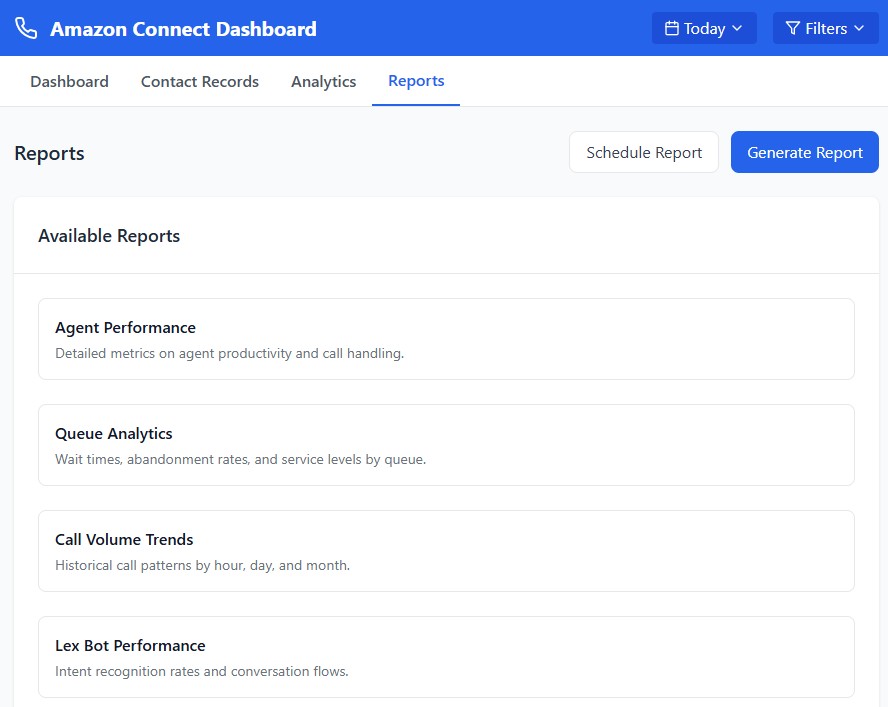 Amazon Connect Dashboard
Today
Filters
Dashboard
Contact Records
Analytics
Reports
Reports
Schedule Report
Generate Report
Available Reports
Agent Performance
Detailed metrics on agent productivity and call handling.
Queue Analytics
Wait times, abandonment rates, and service levels by queue.
Call Volume Trends
Historical call patterns by hour, day, and month.
Lex Bot Performance
Intent recognition rates and conversation flows.